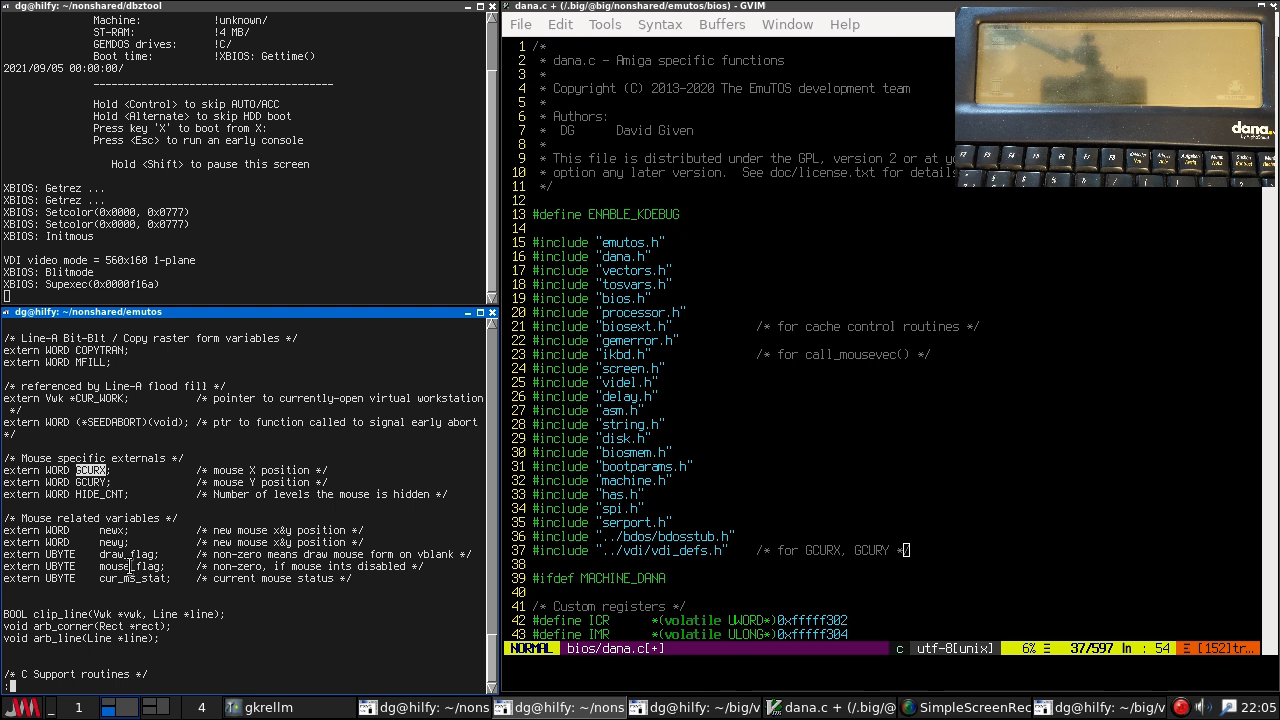 dg@hilfy: /nonshared/dbztool
Machine: !unknown/
ST-RAM: !4 MB/
GEMDOS drives: !C/
Boot time: !XBIOS: Gettime()
2021/09/05 00:00:00/
Hold <Control> to skip AUTO/ACC
Hold <Alternate> to skip HDD boot
Press key 'X' to boot from X:
Press <Esc> to run an early console
Hold <Shift> to pause this screen
XBIOS: Getrez ...
XBIOS: Getrez ...
XBIOS: Setcolor(0x0000, 0x0777)
XBIOS: Setcolor(0x0000, 0x0777)
XBIOS: Initmous
VDI video mode = 560x160 1-plane
XBIOS: Blitmode
XBIOS: Supexec(0x0000f16a)
dg@hilfy: /nonshared/emutos
/* Line-A Bit-Blt / Copy raster form variables */
extern WORD COPYTRAN;
extern WORD MFILL;
/* referenced by Line-A flood fill */
extern Vwk *CUR_WORK; /* pointer to currently-open virtual workstation
*/
extern WORD (*SEEDABORT)(void); /* ptr to function called to signal early abort
*/
/* Mouse specific externals */
extern WORD GCURX; /* mouse X position */
extern WORD GCURY; /* mouse Y position */
extern WORD HIDE_CNT; /* Number of levels the mouse is hidden */
/* Mouse related variables */
extern WORD newx; /* new mouse x&y position */
extern WORD newy; /* new mouse x&y position */
extern UBYTE draw_flag; /* non-zero means draw mouse form on vblank */
extern UBYTE mouse_flag; /* non-zero, if mouse ints disabled */
extern UBYTE cur_ms_stat; /* current mouse status */
BOOL clip_line(Vwk *vwk, Line *line);
void arb_corner(Rect *rect);
void arb_line(Line *line);
/* C Support routines */
:
dana.c + (/.big/@big/nonshared/emutos/bios) - GVIM
File Edit Tools Syntax Buffers Window Help
1 /*
2 * dana.c - Amiga specific functions
3 *
4 * Copyright (C) 2013-2020 The EmuTOS development team
5 *
6 * Authors:
7 * DG David Given
8 *
9 * This file is distributed under the GPL, version 2 or at yo
10 * option any later version. See doc/license.txt for details
11 */
12
13 #define ENABLE_KDEBUG
14
15 #include "emutos.h"
16 #include "dana.h"
17 #include "vectors.h"
18 #include "tosvars.h"
19 #include "bios.h"
20 #include "processor.h"
21 #include "biosext.h" /* for cache control routines */
22 #include "gemerror.h"
23 #include "ikbd.h" /* for call_mousevec() */
24 #include "screen.h"
25 #include "videl.h"
26 #include "delay.h"
27 #include "asm.h"
28 #include "string.h"
29 #include "disk.h"
30 #include "biosmem.h"
31 #include "bootparams.h"
32 #include "machine.h"
33 #include "has.h"
34 #include "spi.h"
35 #include "serport.h"
36 #include "../bdos/bdosstub.h"
37 #include "../vdi/vdi_defs.h" /* for GCURX, GCURY */
38
39 #ifdef MACHINE_DANA
40
41 /* Custom registers */
42 #define ICR *(volatile UWORD*)0xfffff302
43 #define IMR *(volatile ULONG*)0xfffff304
NORMAL bios/dana.c[+] c utf-8[unix] 6% Ξ 37/597 ln : 54 Ξ [152]tr…
dana
F7 F8 F9 F10
1 4 gkrellm dg@hilfy: /nons dg@hilfy: /nons dg@hilfy: ~/big/v dana.c + (/.big/@ SimpleScreenRec dg@hilfy: ~/big/v 22:05